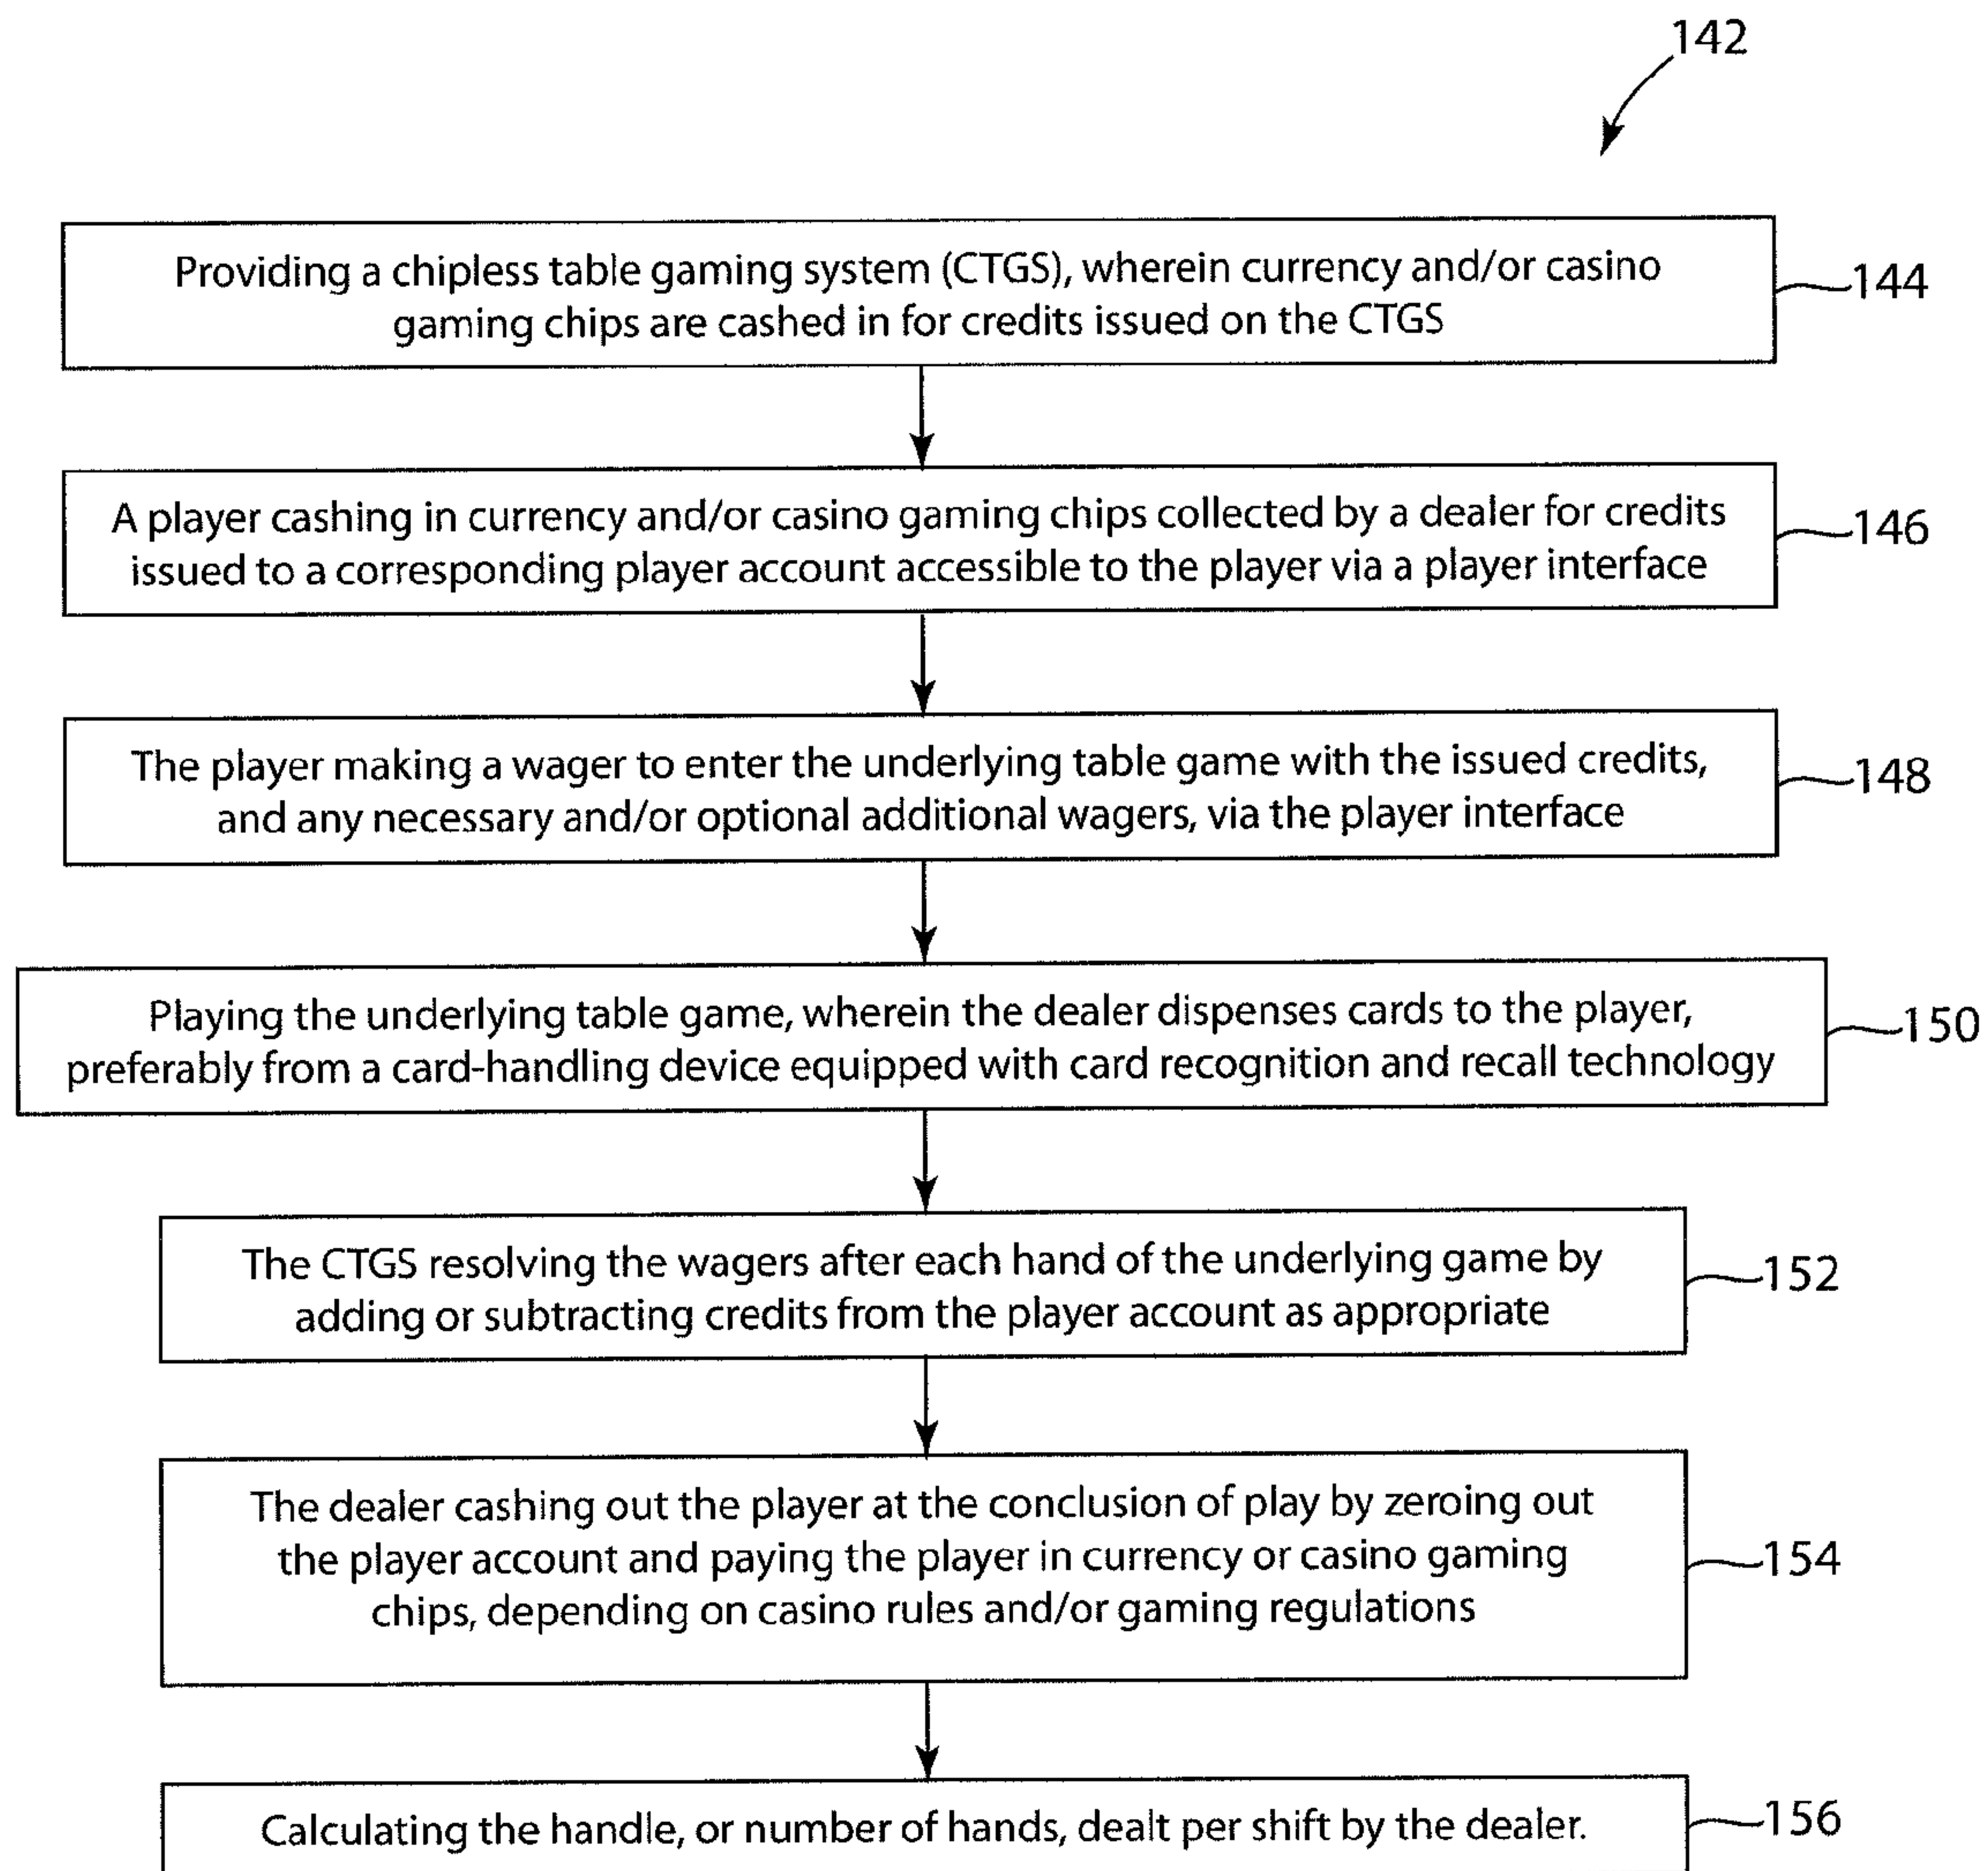 142
Providing a chipless table gaming system (CTGS), wherein currency and/or casino
gaming chips are cashed in for credits issued on the CTGS
144
A player cashing in currency and/or casino gaming chips collected by a dealer for credits
issued to a corresponding player account accessible to the player via a player interface
146
The player making a wager to enter the underlying table game with the issued credits,
and any necessary and/or optional additional wagers, via the player interface
148
Playing the underlying table game, wherein the dealer dispenses cards to the player,
preferably from a card-handling device equipped with card recognition and recall technology
150
The CTGS resolving the wagers after each hand of the underlying game by
adding or subtracting credits from the player account as appropriate
152
The dealer cashing out the player at the conclusion of play by zeroing out
the player account and paying the player in currency or casino gaming
chips, depending on casino rules and/or gaming regulations
154
Calculating the handle, or number of hands, dealt per shift by the dealer.
156